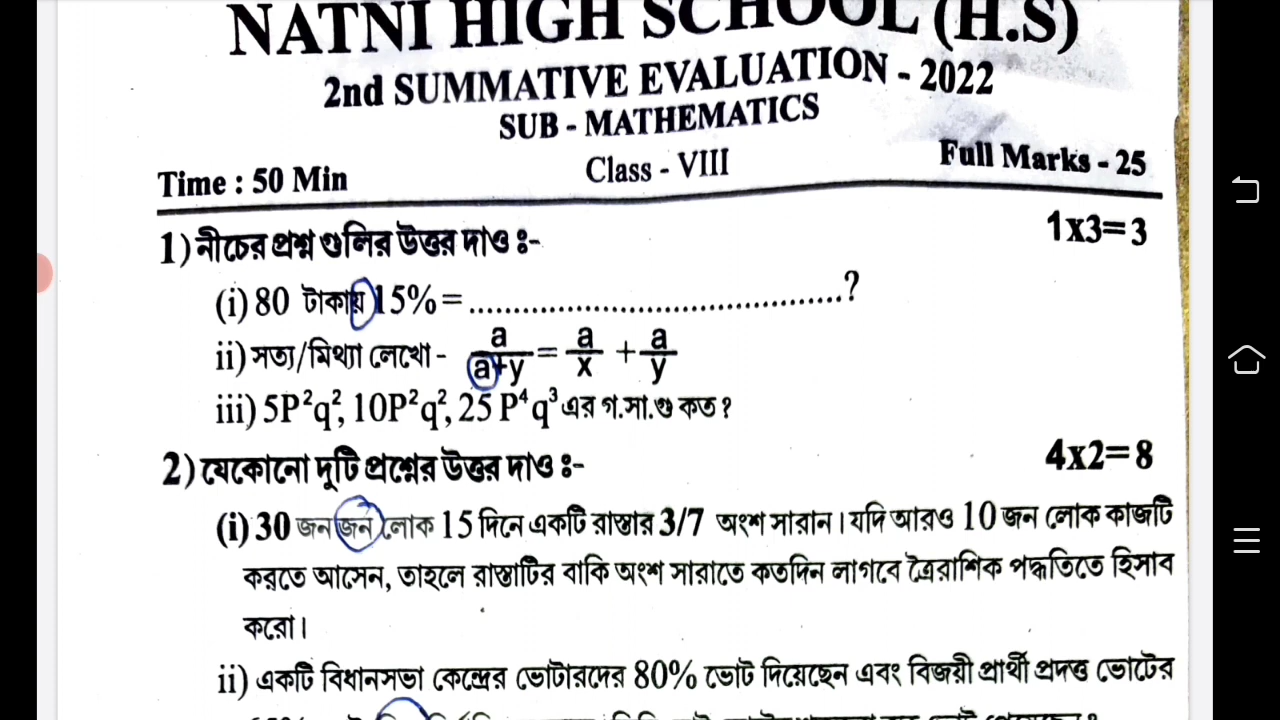 NATNI HIGH SCHOOL (H.S)
2nd SUMMATIVE EVALUATION - 2022
SUB - MATHEMATICS
Time : 50 Min Class - VIII Full Marks - 25
1) নীচের প্রশ্ন গুলির উত্তর দাও ঃ- 1x3=3
(i) 80 টাকায় 15% = ......................................................?
ii) সত্য/মিথ্যা লেখো - a/(a+y) = a/x + a/y
iii) 5P²q², 10P²q², 25 P⁴q³ এর গ.সা.গু কত ?
2) যেকোনো দুটি প্রশ্নের উত্তর দাও ঃ- 4x2=8
(i) 30 জন জন লোক 15 দিনে একটি রাস্তার 3/7 অংশ সারান। যদি আরও 10 জন লোক কাজটি
করতে আসেন, তাহলে রাস্তাটির বাকি অংশ সারাতে কতদিন লাগবে ত্রৈরাশিক পদ্ধতিতে হিসাব
করো।
ii) একটি বিধানসভা কেন্দ্রের ভোটারদের 80% ভোট দিয়েছেন এবং বিজয়ী প্রার্থী প্রদত্ত ভোটের